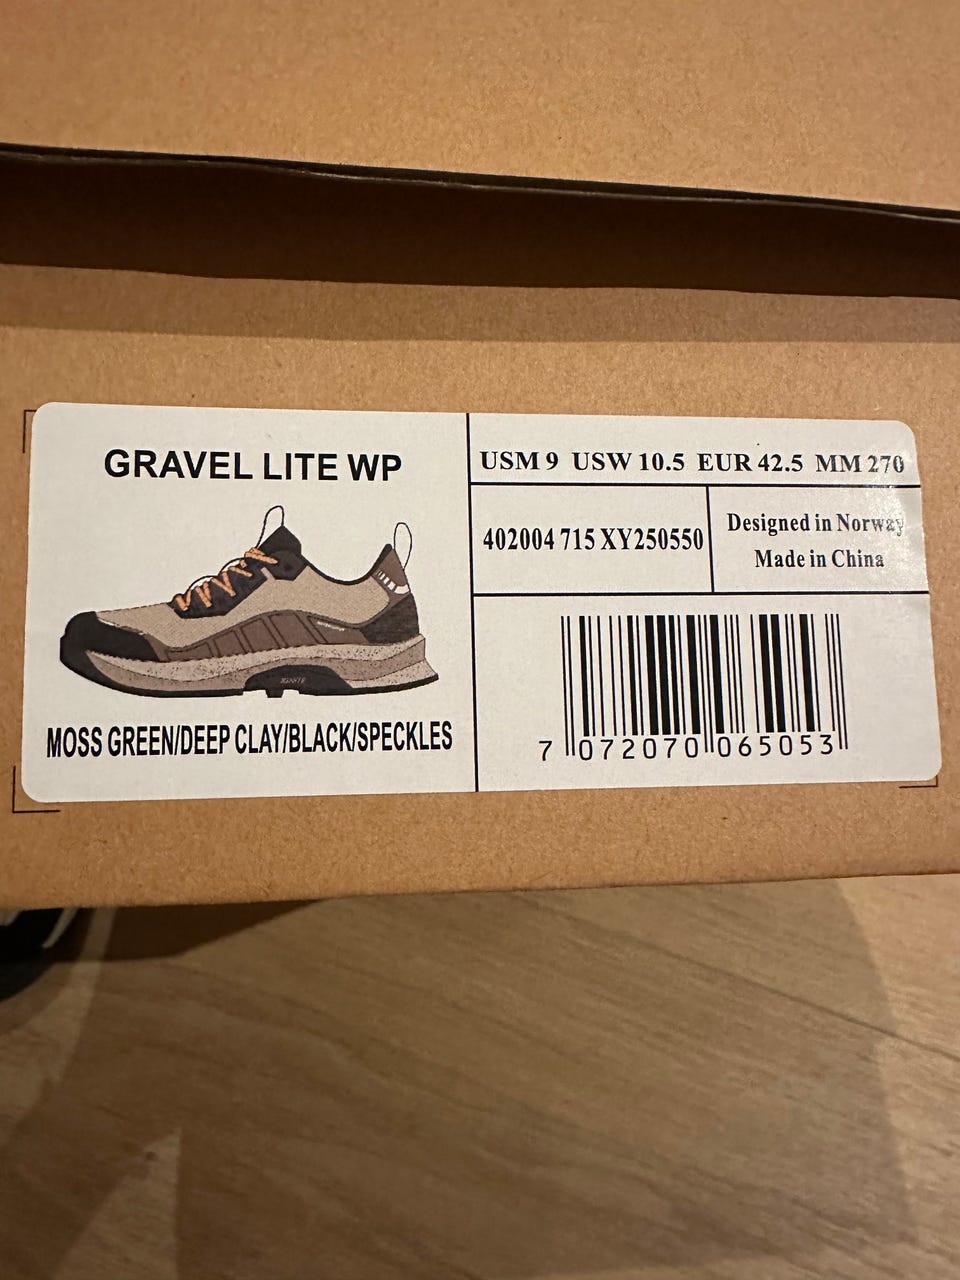 GRAVEL LITE WP
MOSS GREEN/DEEP CLAY/BLACK/SPECKLES
USM 9 USW 10.5 EUR 42.5 MM 270
402004 715 XY250550
Designed in Norway
Made in China
7 072070 065053